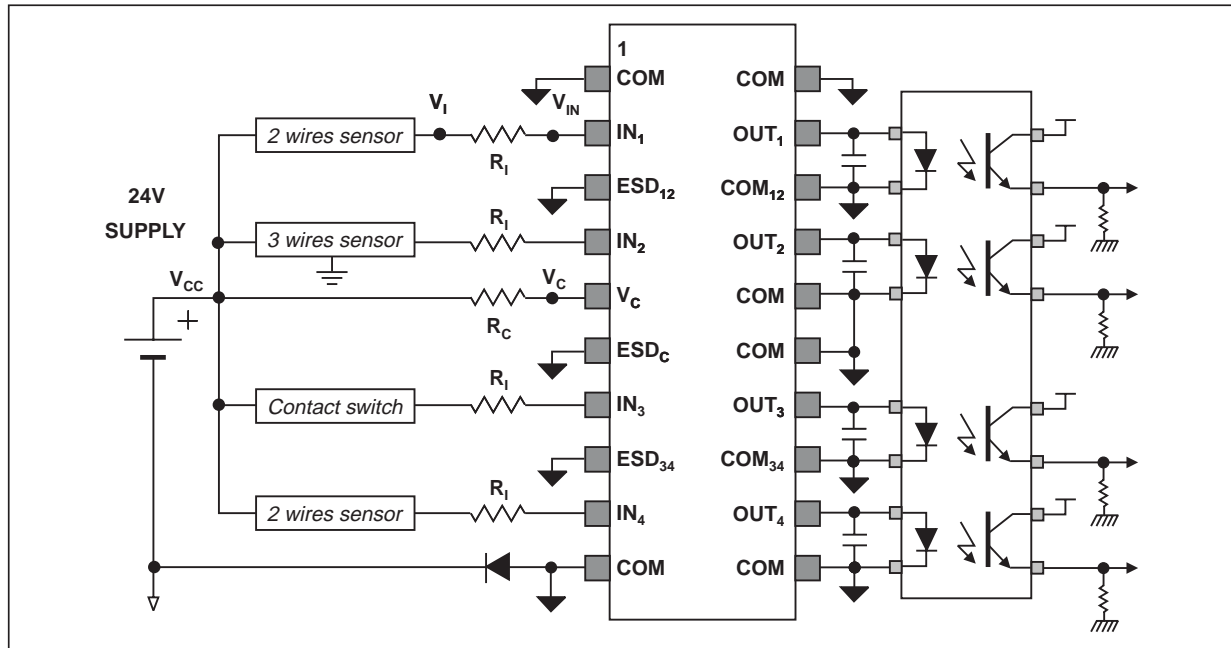 1
COM
COM
V_I
V_IN
2 wires sensor
IN_1
OUT_1
R_I
ESD_12
COM_12
24V
SUPPLY
R_I
3 wires sensor
IN_2
OUT_2
V_CC
V_C
V_C
COM
+
R_C
ESD_C
COM
R_I
Contact switch
IN_3
OUT_3
ESD_34
COM_34
R_I
2 wires sensor
IN_4
OUT_4
COM
COM